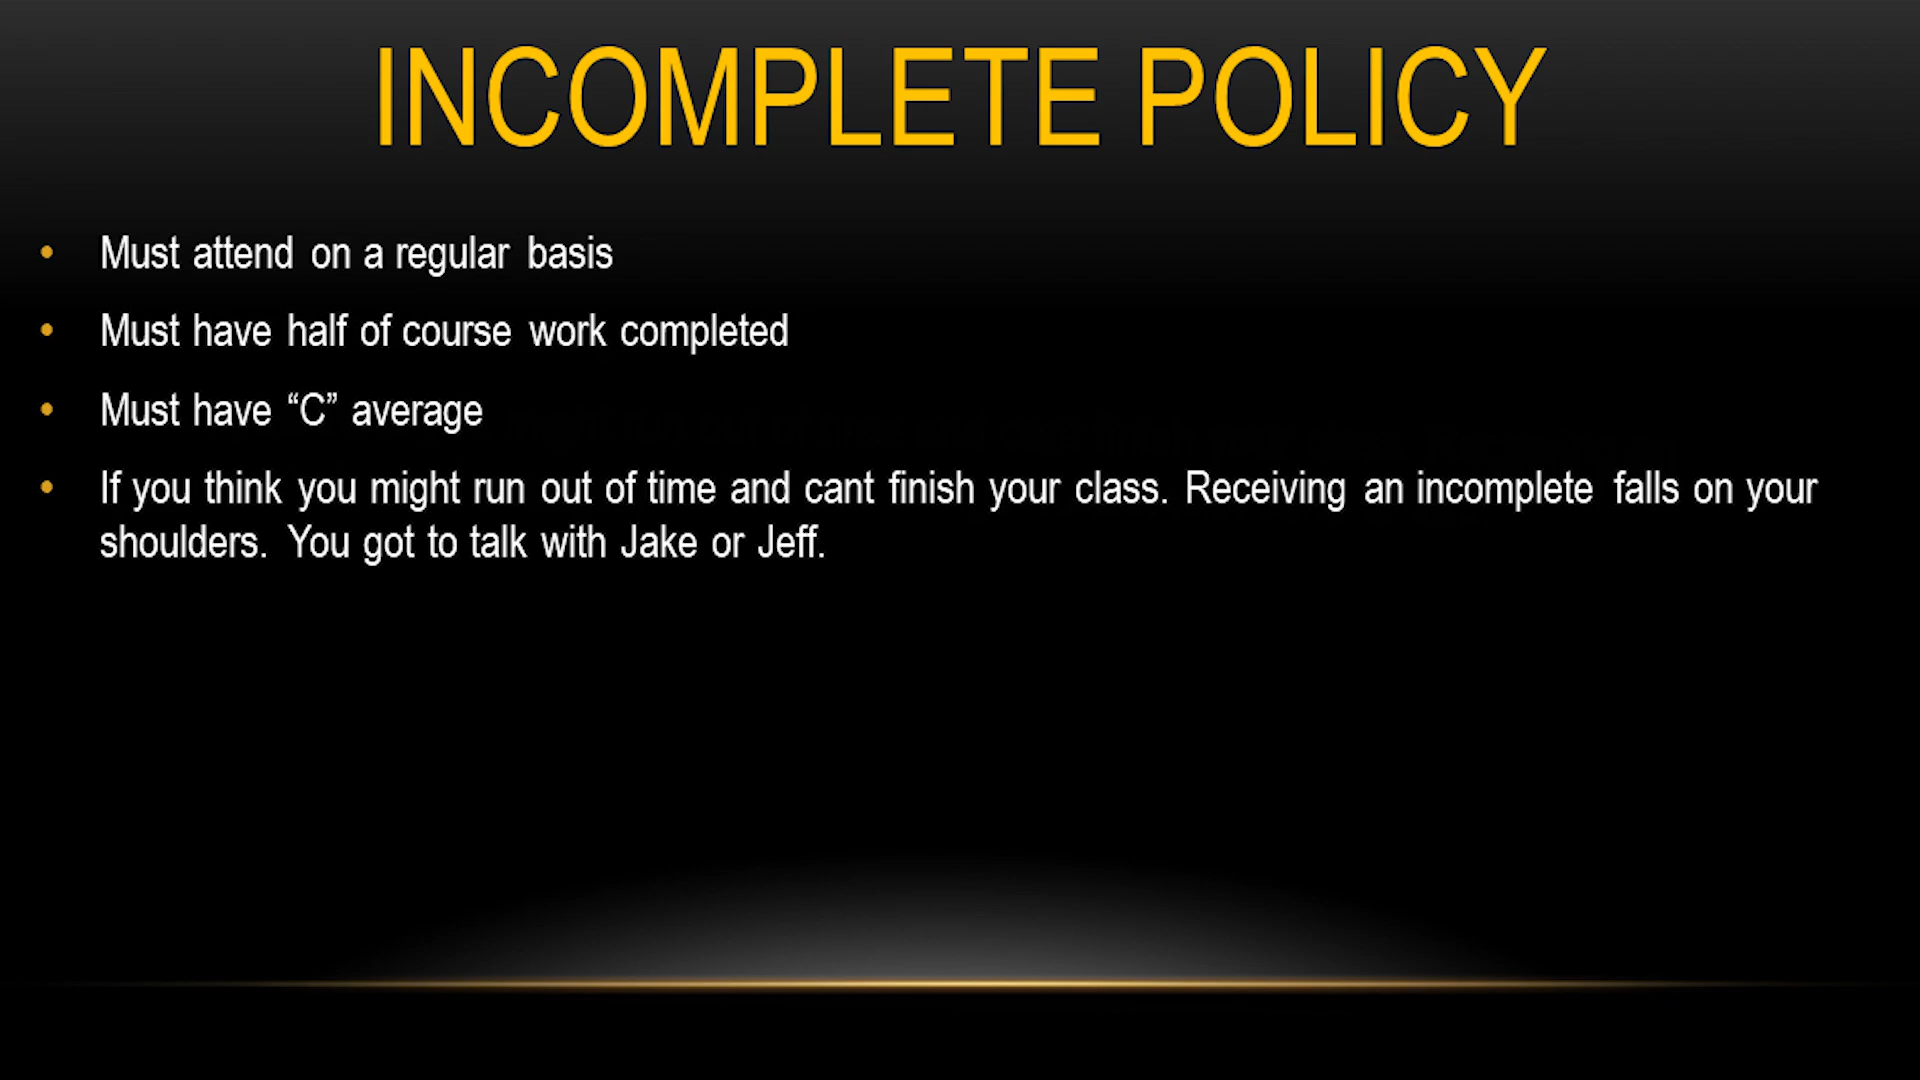 INCOMPLETE POLICY
• Must attend on a regular basis
• Must have half of course work completed
• Must have “C” average
• If you think you might run out of time and cant finish your class. Receiving an incomplete falls on your
shoulders. You got to talk with Jake or Jeff.